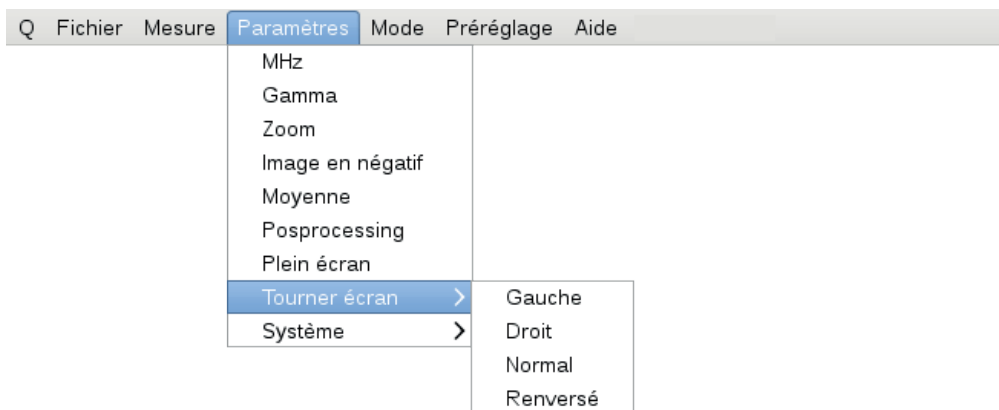 Q Fichier Mesure Paramètres Mode Préréglage Aide
MHz
Gamma
Zoom
Image en négatif
Moyenne
Posprocessing
Plein écran
Tourner écran > Gauche
Système > Droit
Normal
Renversé